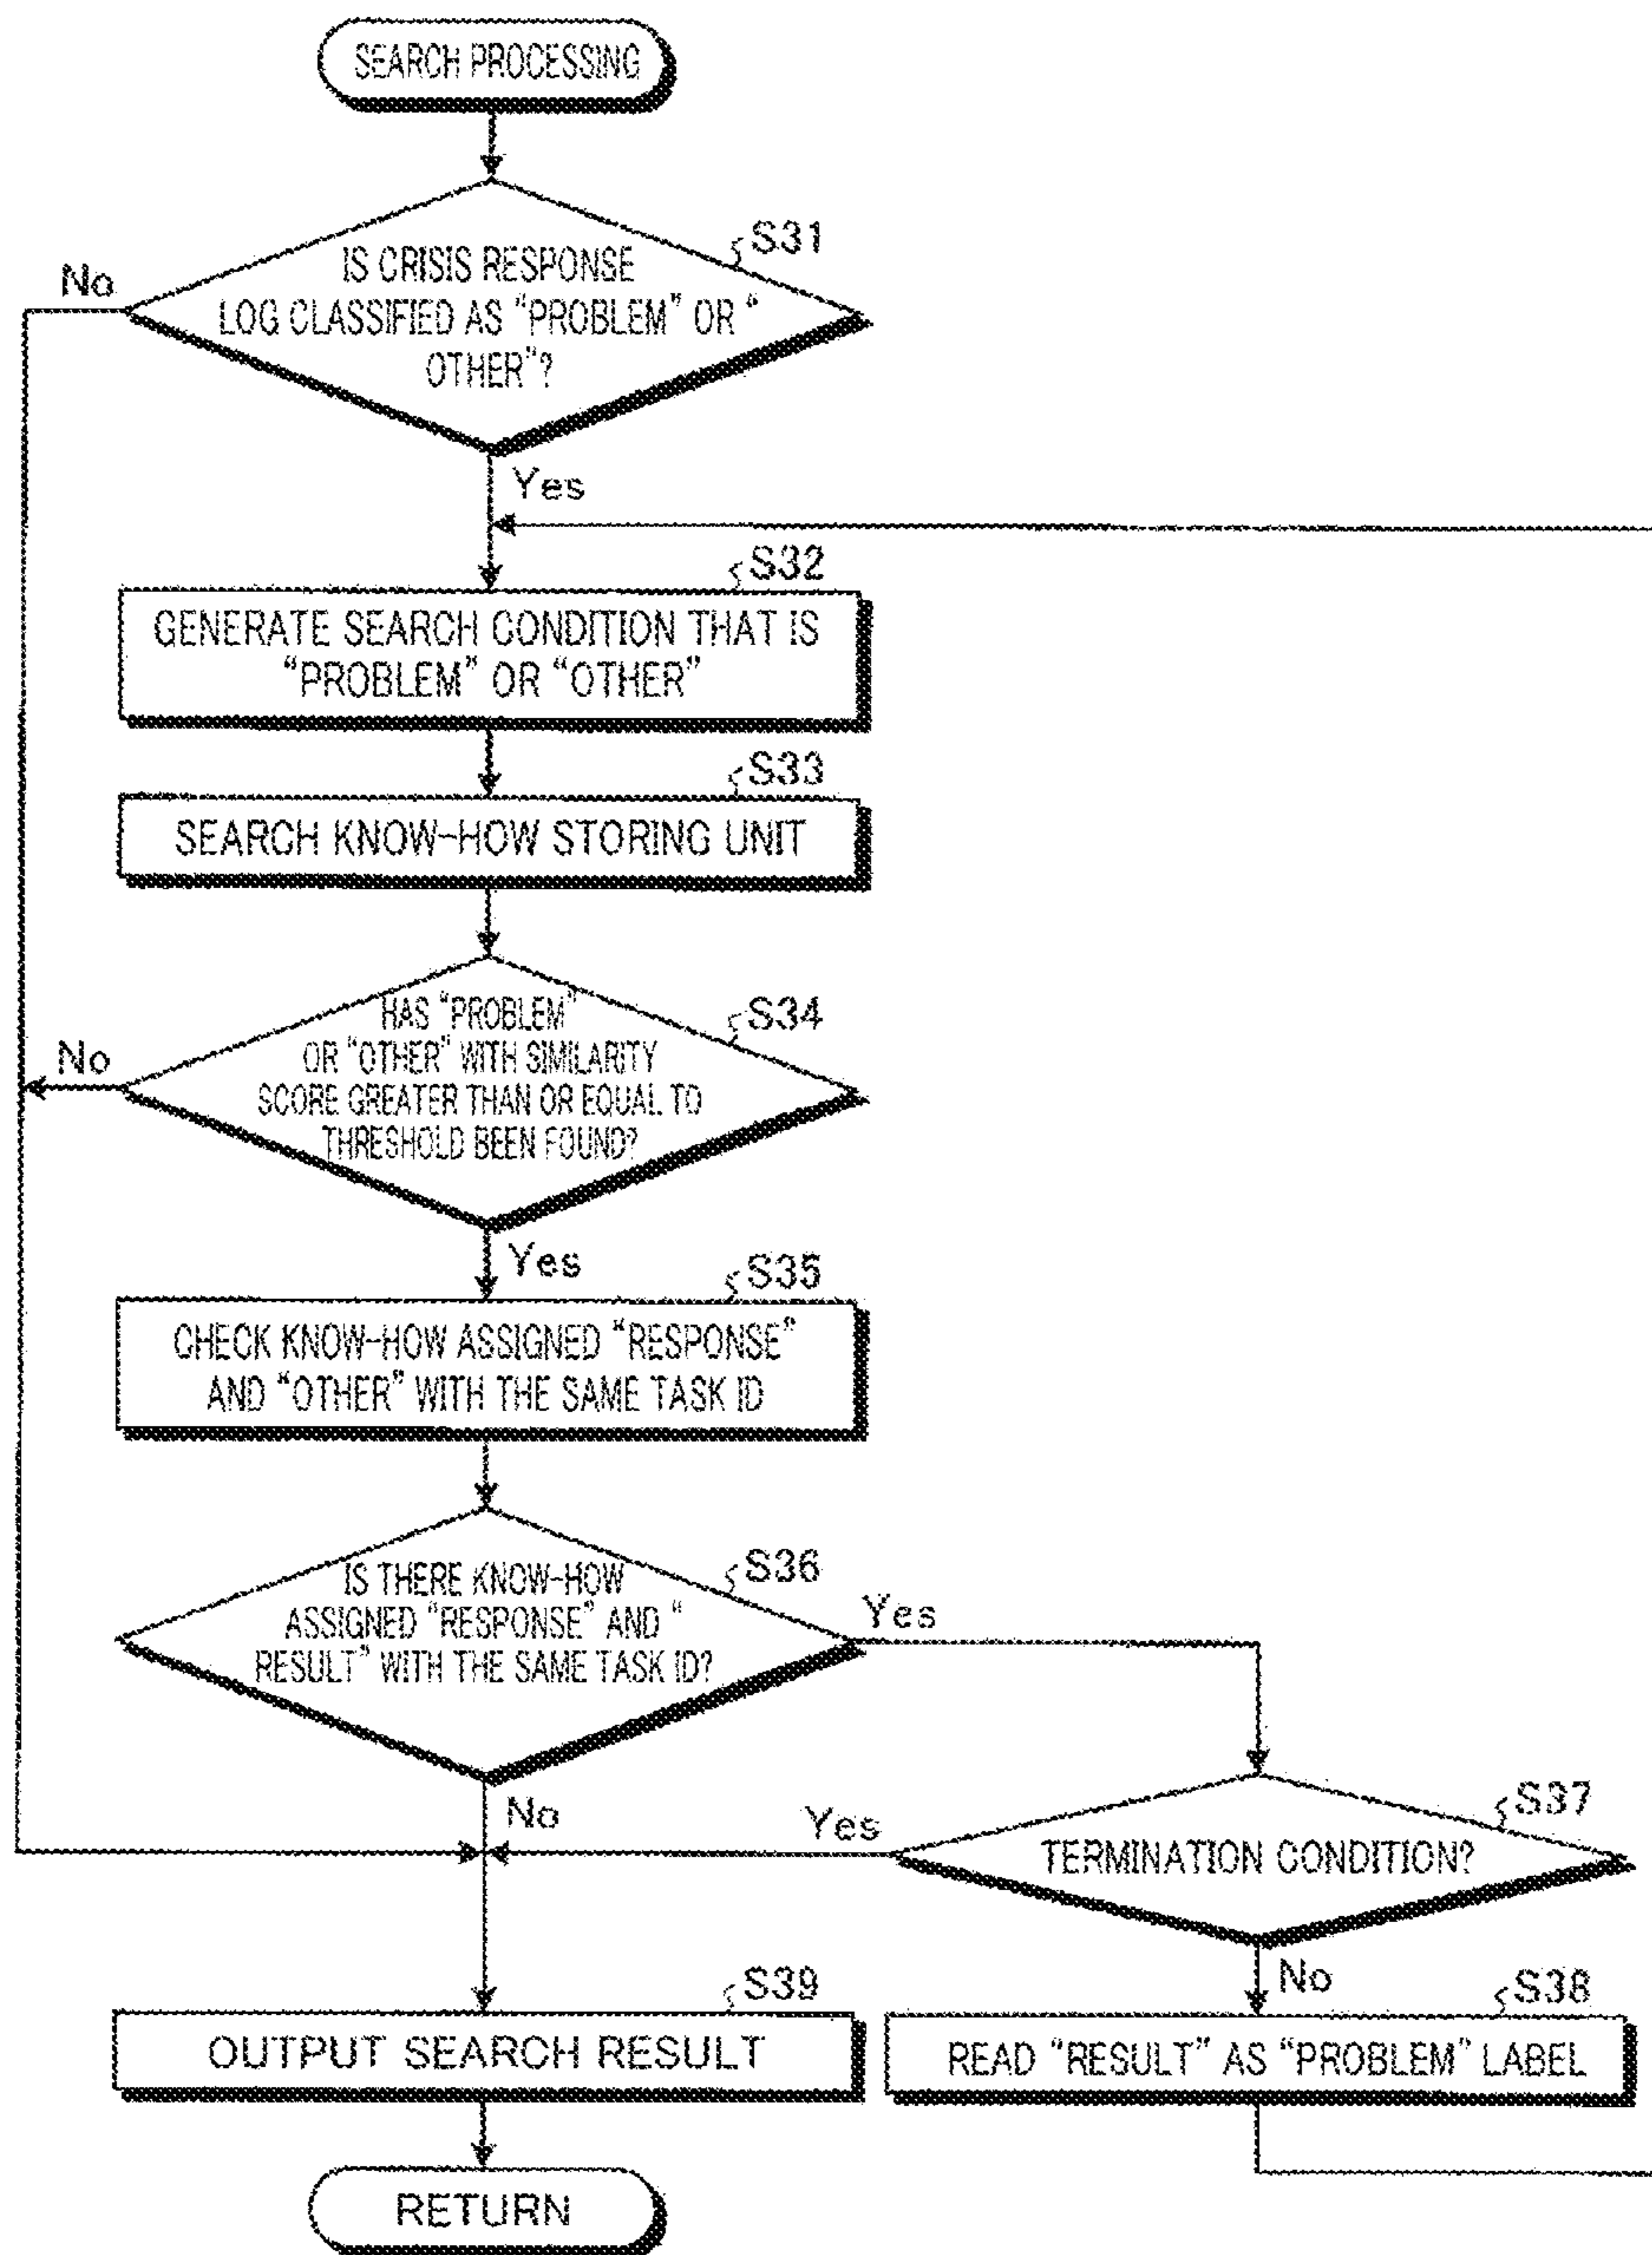 SEARCH PROCESSING
S31
No
IS CRISIS RESPONSE
LOG CLASSIFIED AS “PROBLEM” OR “
OTHER”?
Yes
S32
GENERATE SEARCH CONDITION THAT IS
“PROBLEM” OR “OTHER”
S33
SEARCH KNOW-HOW STORING UNIT
S34
No
HAS “PROBLEM”
OR “OTHER” WITH SIMILARITY
SCORE GREATER THAN OR EQUAL TO
THRESHOLD BEEN FOUND?
Yes
S35
CHECK KNOW-HOW ASSIGNED “RESPONSE”
AND “OTHER” WITH THE SAME TASK ID
S36
IS THERE KNOW-HOW
ASSIGNED “RESPONSE” AND “
RESULT” WITH THE SAME TASK ID?
Yes
No
Yes
S37
TERMINATION CONDITION?
No
S39
OUTPUT SEARCH RESULT
S38
READ “RESULT” AS “PROBLEM” LABEL
RETURN